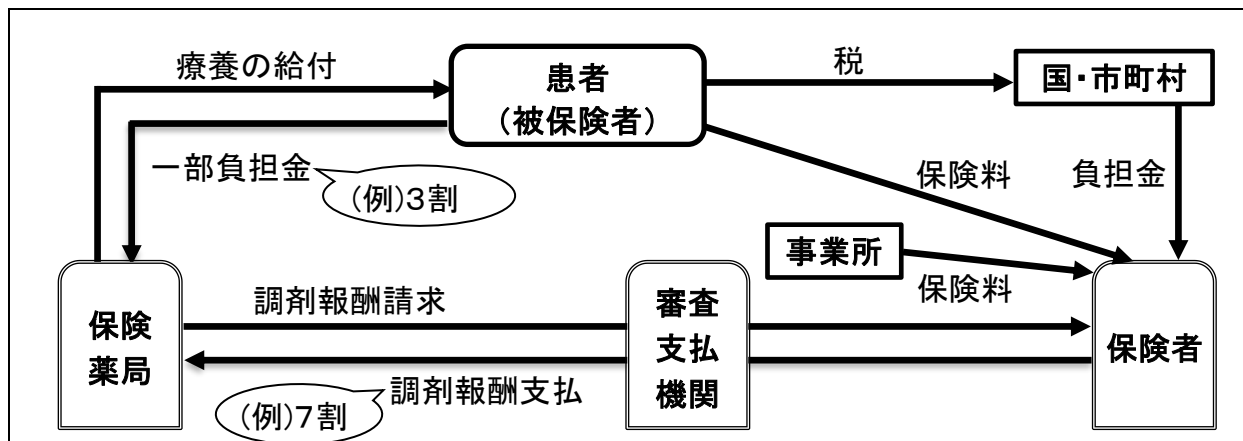 療養の給付
患者
（被保険者）
税
国・市町村
一部負担金
(例)3割
保険料
負担金
事業所
保険料
保険
薬局
調剤報酬請求
審査
支払
機関
保険者
調剤報酬支払
(例)7割